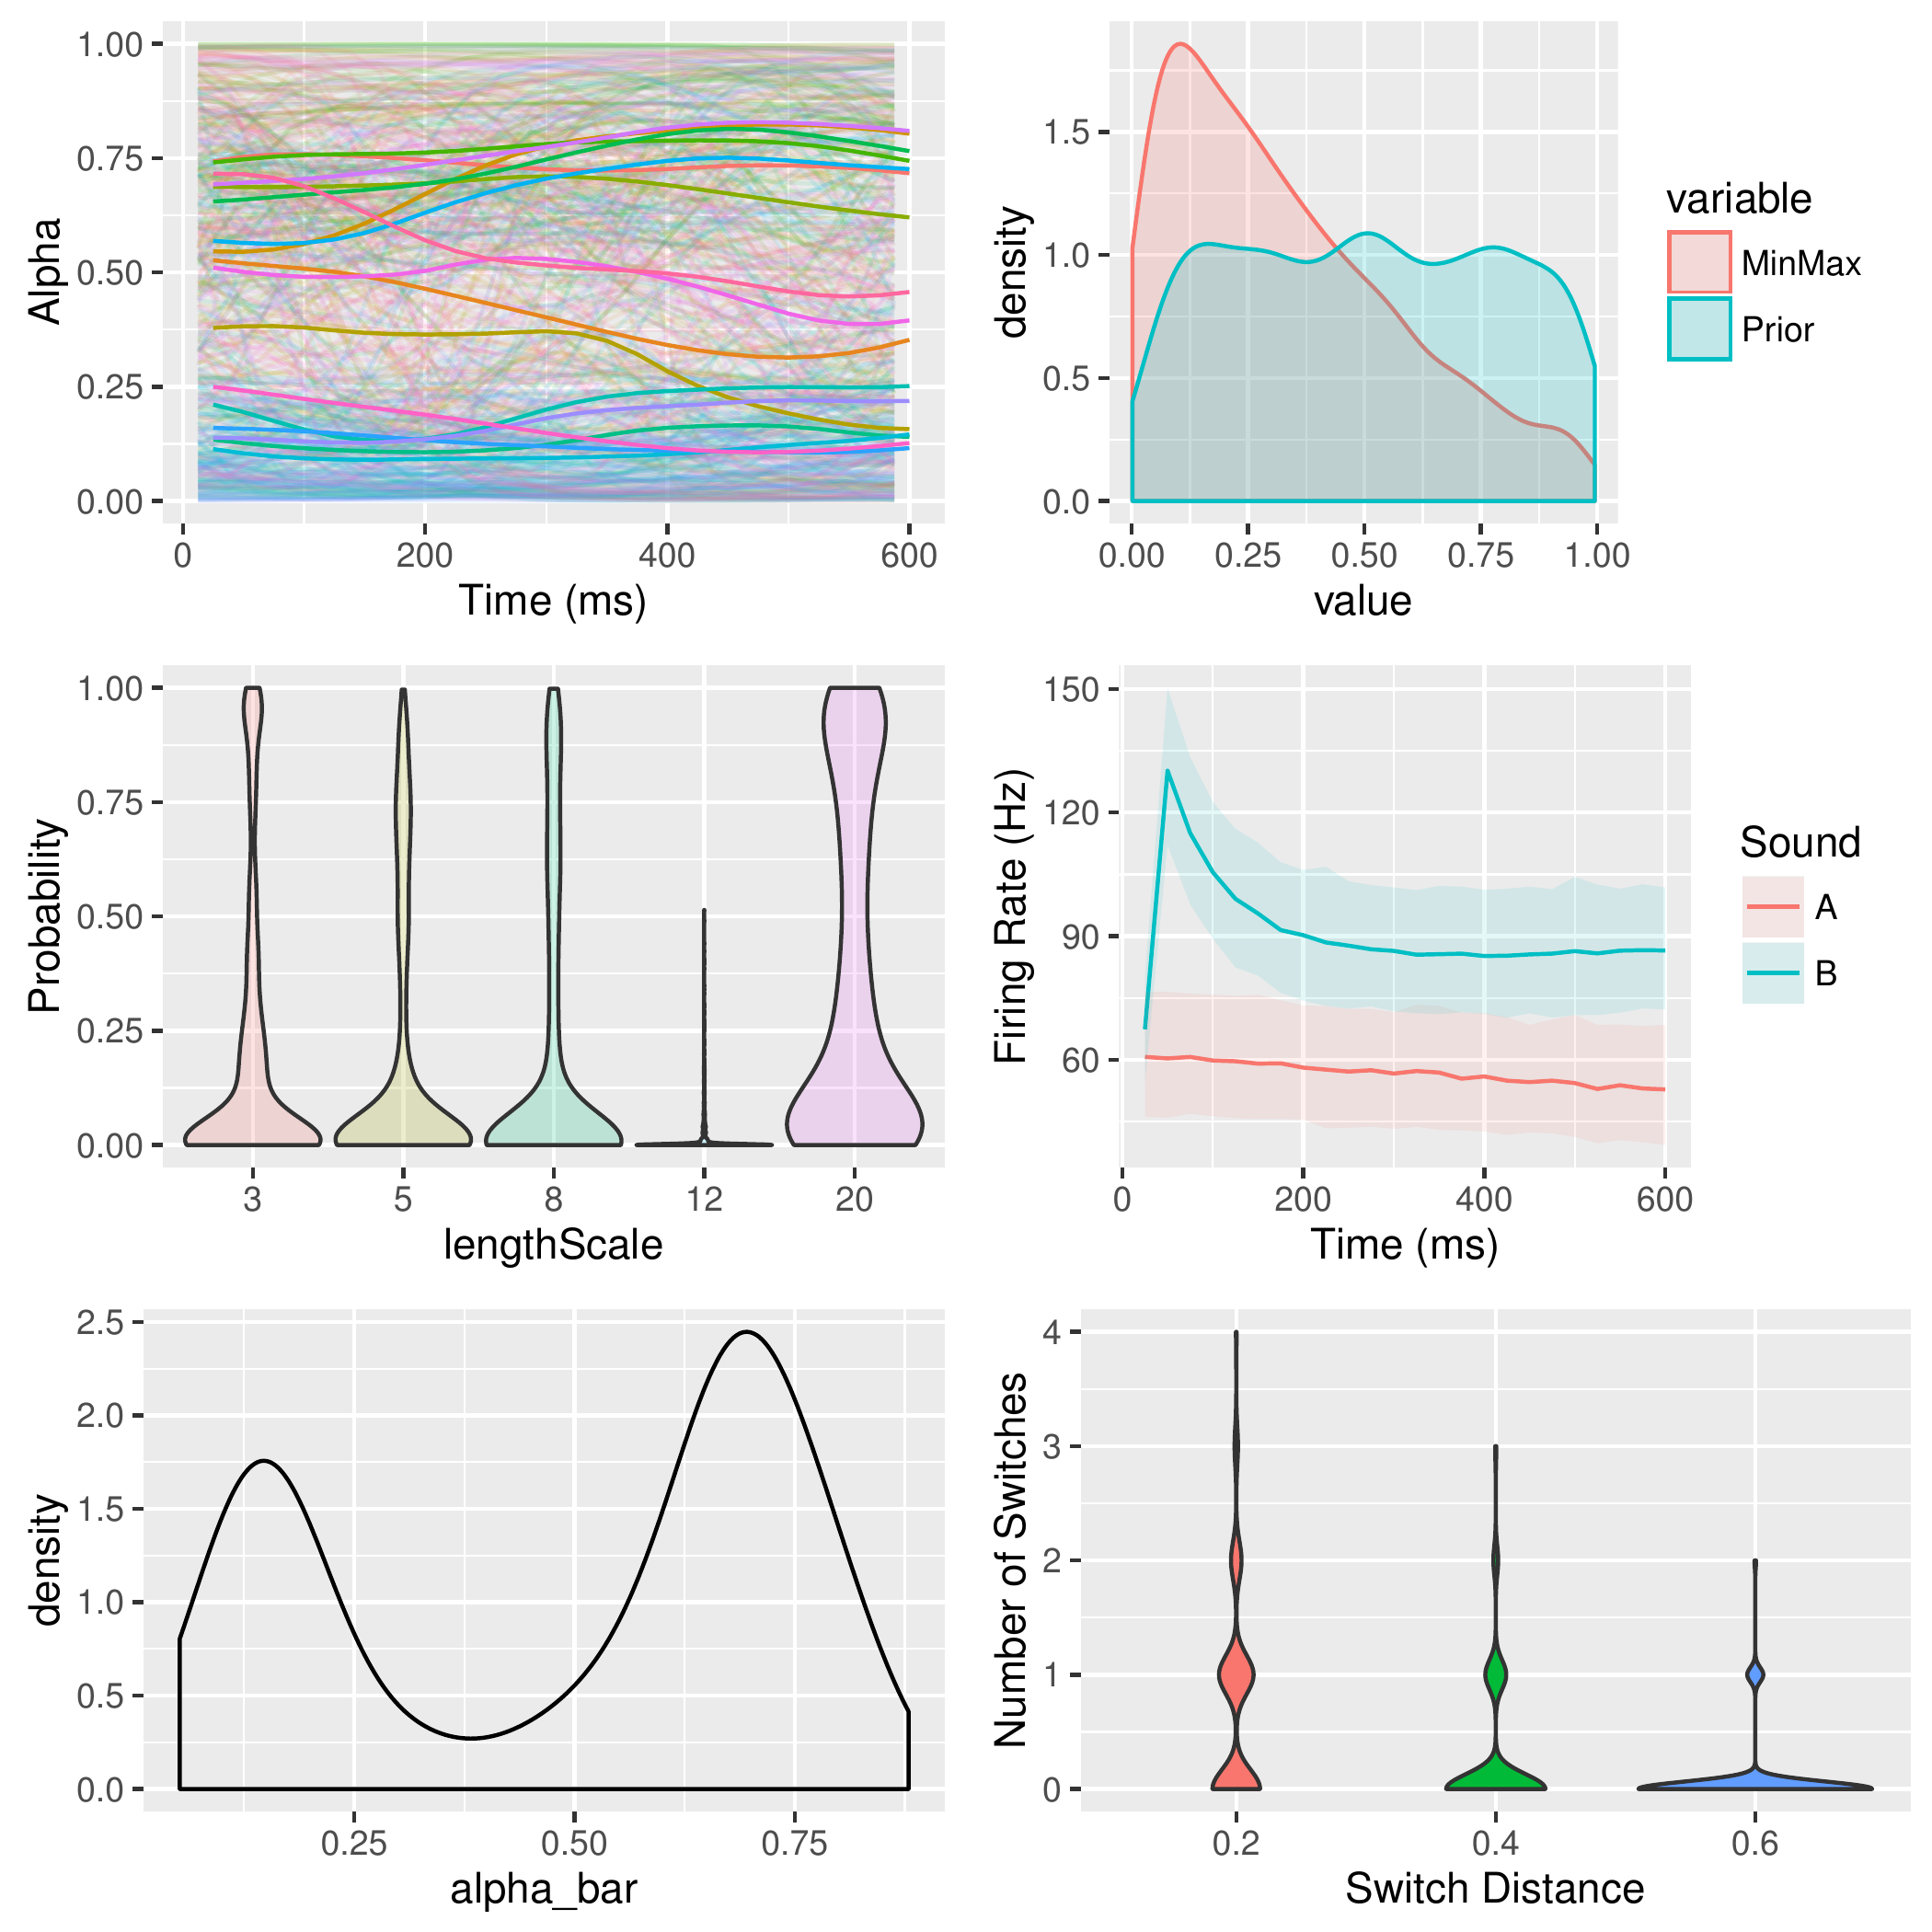 1.00
0.75
0.50
0.25
0.00
Alpha
0
200
400
600
Time (ms)
1.5
1.0
0.5
0.0
density
0.00
0.25
0.50
0.75
1.00
value
variable
MinMax
Prior
1.00
0.75
0.50
0.25
0.00
Probability
3
5
8
12
20
lengthScale
150
120
90
60
Firing Rate (Hz)
0
200
400
600
Time (ms)
Sound
A
B
2.5
2.0
1.5
1.0
0.5
0.0
density
0.25
0.50
0.75
alpha_bar
4
3
2
1
0
Number of Switches
0.2
0.4
0.6
Switch Distance